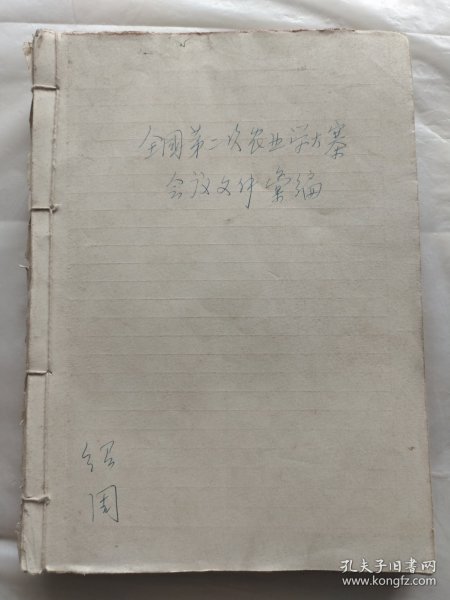 全国第二次农业学大寨
会议文件汇编
绍
周
孔夫子旧书网
www.kongfz.com